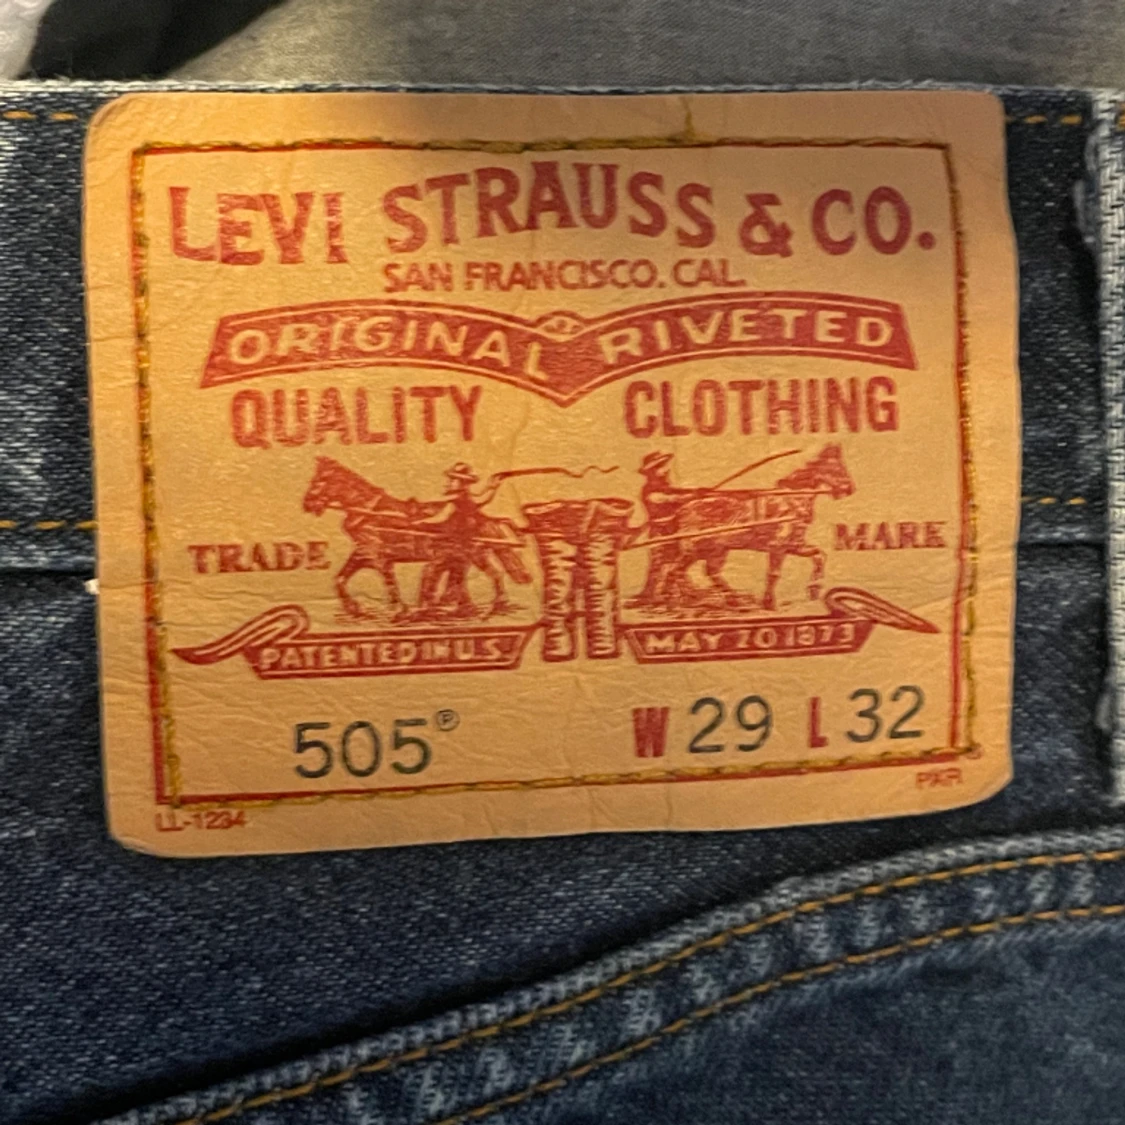 LEVI STRAUSS & CO.
SAN FRANCISCO. CAL.
ORIGINAL RIVETED
QUALITY CLOTHING
TRADE MARK
PATENTED IN U.S. MAY 20 1873
505® W 29 L 32
PXR
LL-1234